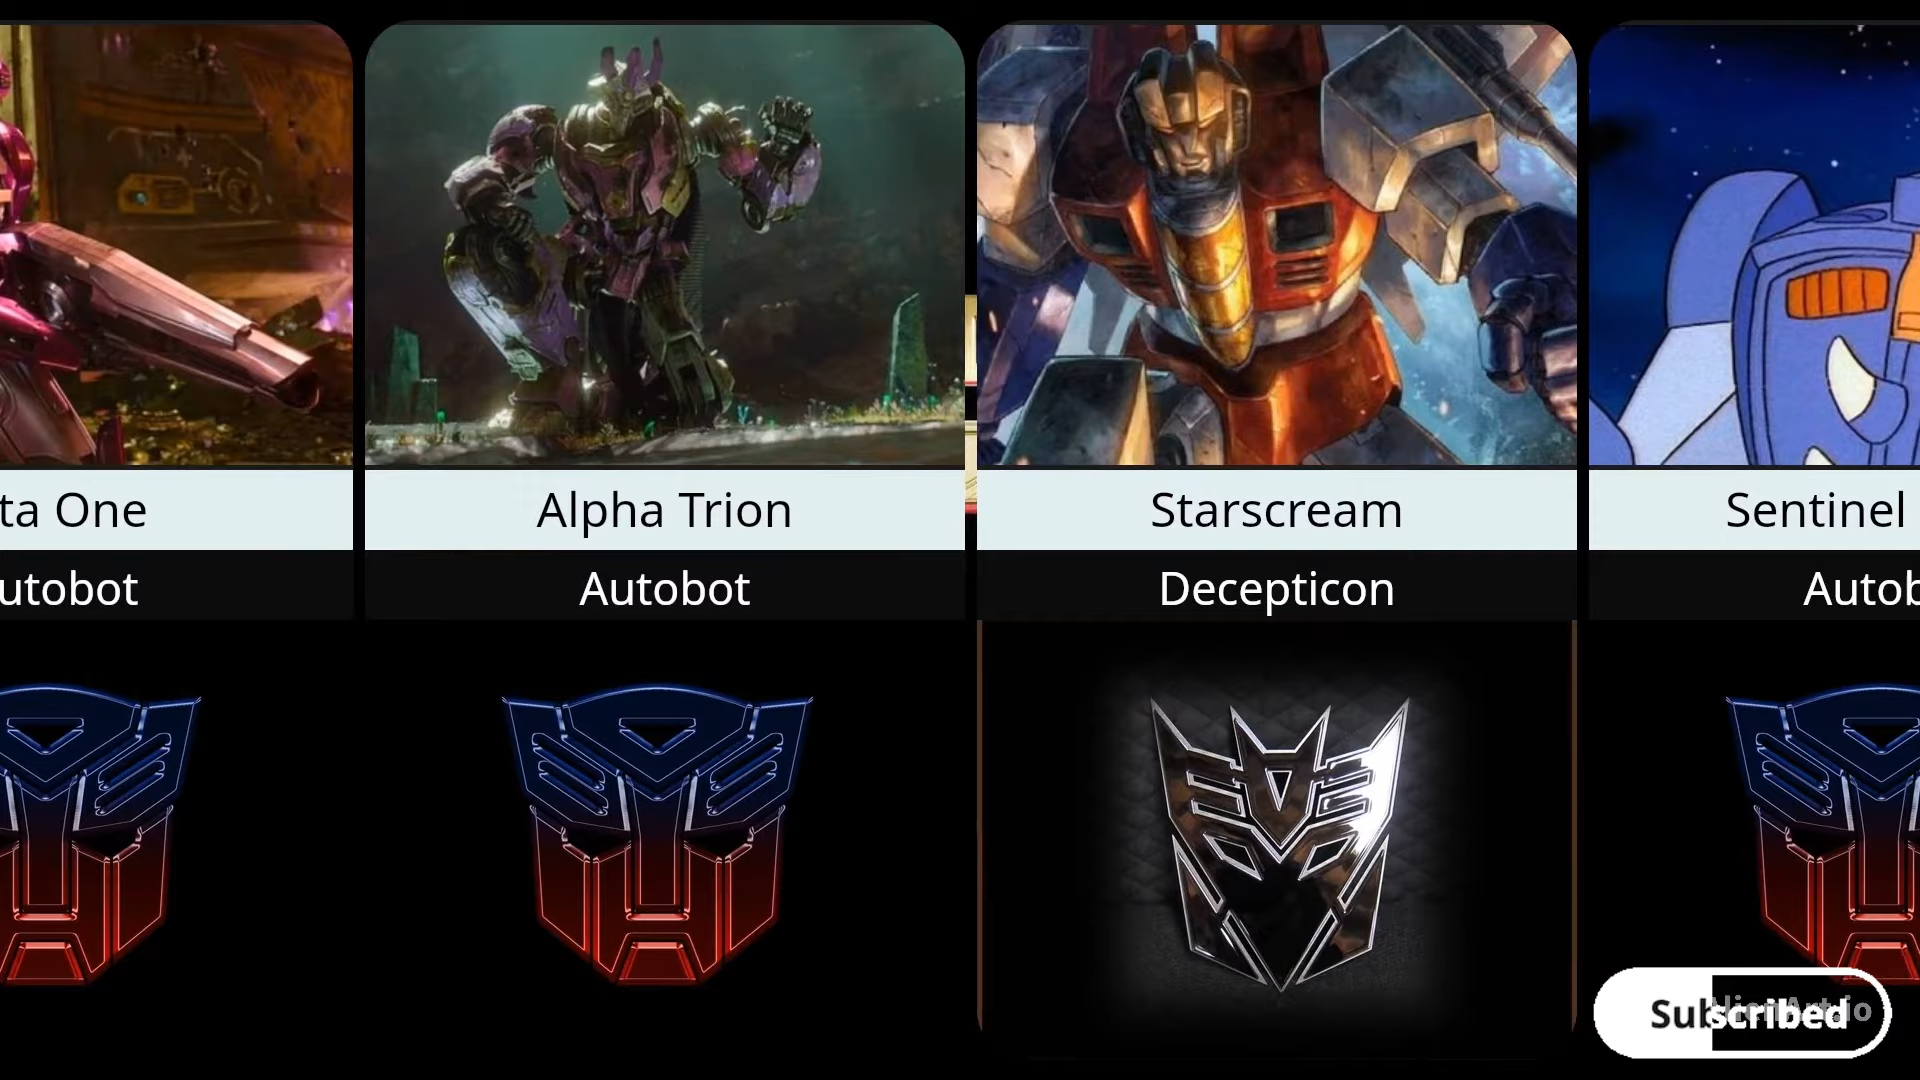 ta One
Alpha Trion
Starscream
Sentinel
utobot
Autobot
Decepticon
Autob
Subscribed